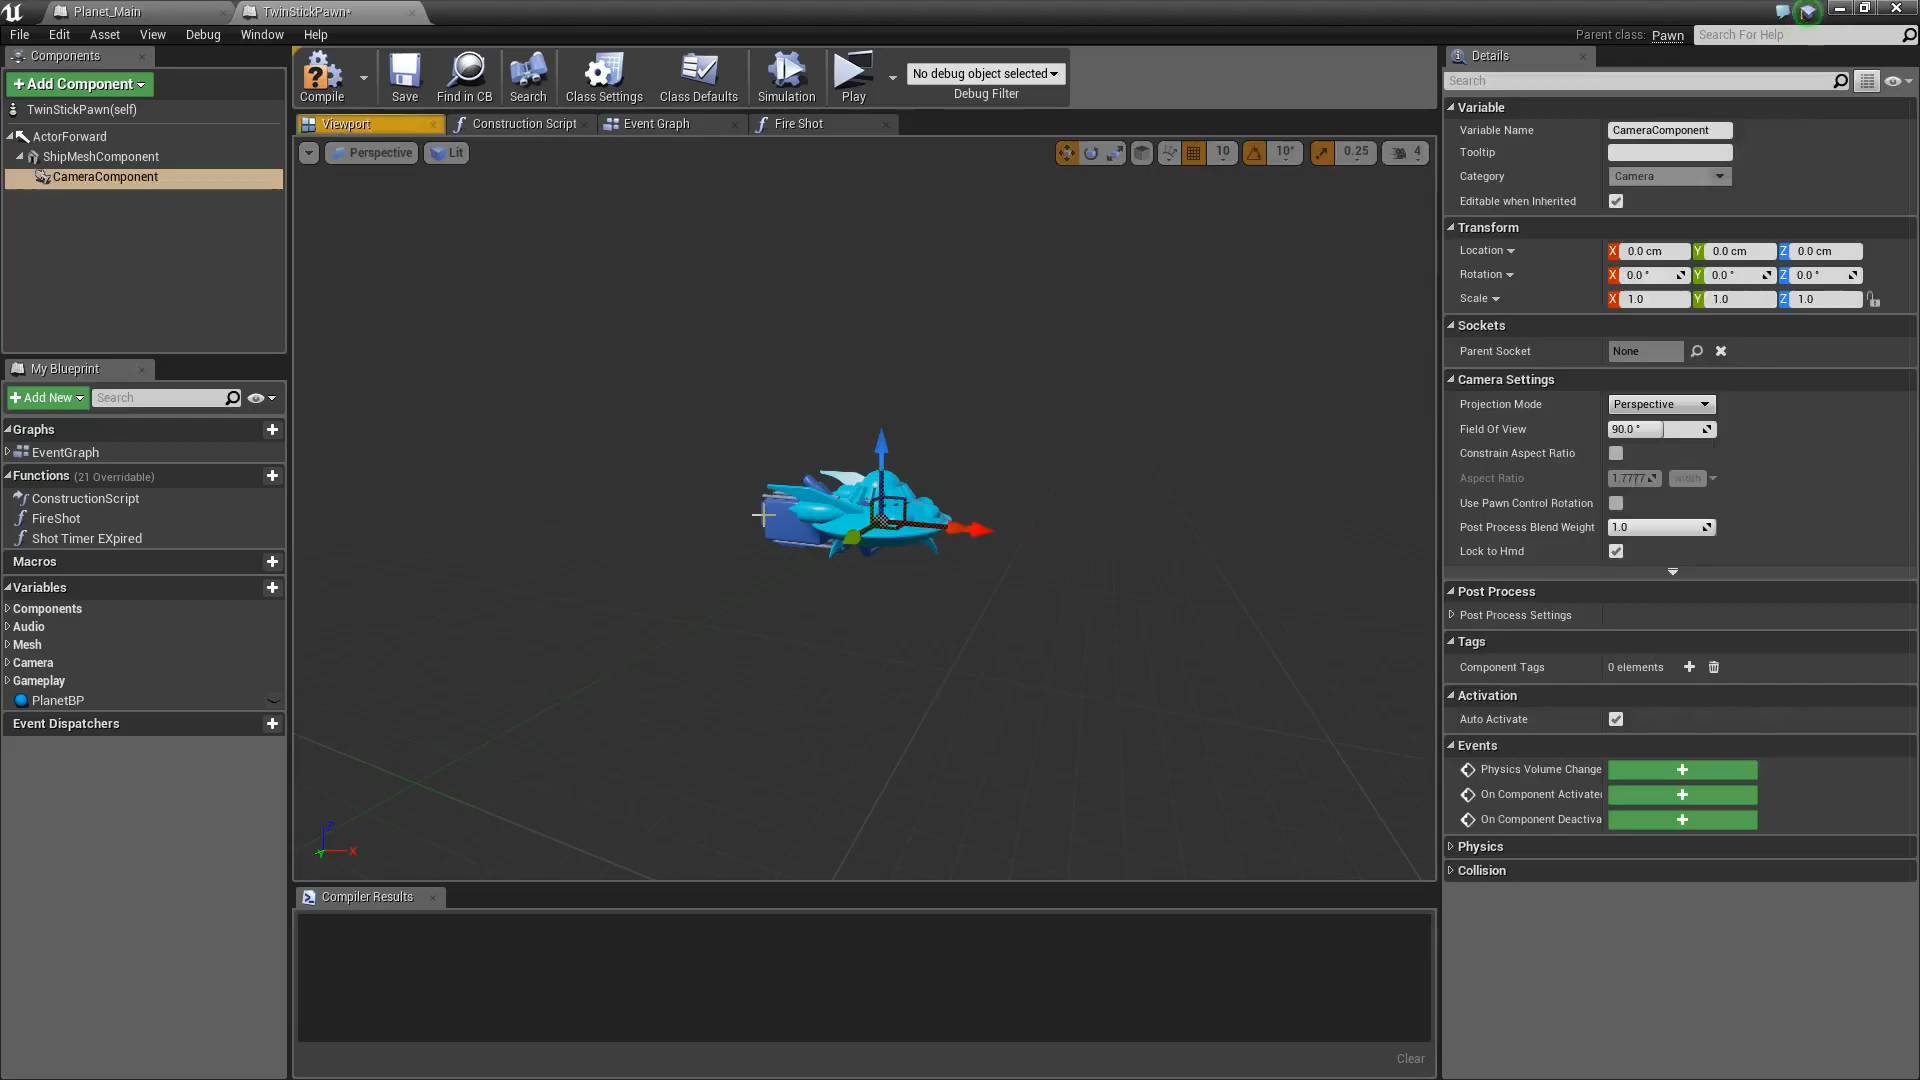 Planet_Main
TwinStickPawn*
File Edit Asset View Debug Window Help
Parent class: Pawn
Search For Help
Components
+Add Component
TwinStickPawn(self)
ActorForward
ShipMeshComponent
CameraComponent
My Blueprint
+Add New
Search
Graphs
EventGraph
Functions (21 Overridable)
ConstructionScript
FireShot
Shot Timer EXpired
Macros
Variables
Components
Audio
Mesh
Camera
Gameplay
PlanetBP
Event Dispatchers
Compile
Save
Find in CB
Search
Class Settings
Class Defaults
Simulation
Play
No debug object selected
Debug Filter
Viewport
Construction Script
Event Graph
Fire Shot
Perspective
Lit
10
10°
0.25
4
Z
X
Y
Compiler Results
Clear
Details
Search
Variable
Variable Name CameraComponent
Tooltip
Category Camera
Editable when Inherited
Transform
Location X 0.0 cm Y 0.0 cm Z 0.0 cm
Rotation X 0.0 ° Y 0.0 ° Z 0.0 °
Scale X 1.0 Y 1.0 Z 1.0
Sockets
Parent Socket None
Camera Settings
Projection Mode Perspective
Field Of View 90.0 °
Constrain Aspect Ratio
Aspect Ratio 1.7777 Width
Use Pawn Control Rotation
Post Process Blend Weight 1.0
Lock to Hmd
Post Process
Post Process Settings
Tags
Component Tags 0 elements
Activation
Auto Activate
Events
Physics Volume Change
On Component Activate
On Component Deactiva
Physics
Collision